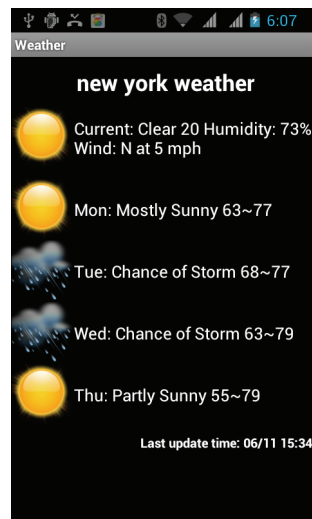 6:07
Weather
new york weather
Current: Clear 20 Humidity: 73%
Wind: N at 5 mph
Mon: Mostly Sunny 63~77
Tue: Chance of Storm 68~77
Wed: Chance of Storm 63~79
Thu: Partly Sunny 55~79
Last update time: 06/11 15:34